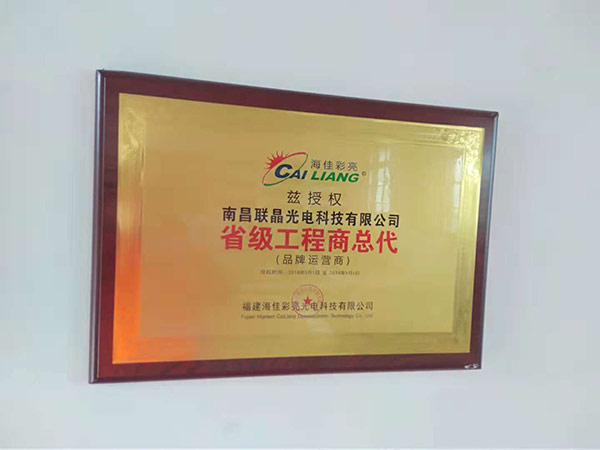 海佳彩亮
CAI LIANG®
兹授权
南昌联晶光电科技有限公司
省级工程商总代
(品牌运营商)
福建海佳彩亮光电科技有限公司